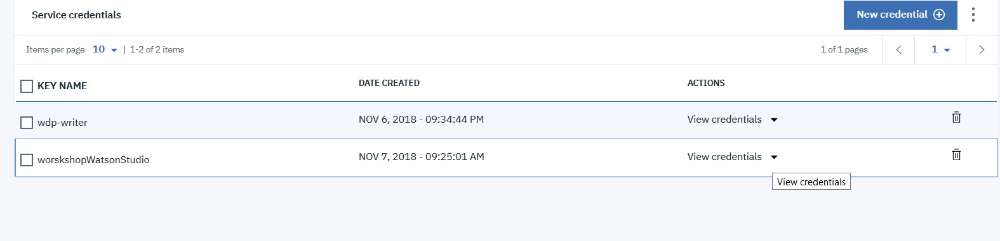 Service credentials New credential
Items per page 10 | 1-2 of 2 items 1 of 1 pages 1
KEY NAME DATE CREATED ACTIONS
wdp-writer NOV 6, 2018 - 09:34:44 PM View credentials
worskshopWatsonStudio NOV 7, 2018 - 09:25:01 AM View credentials
View credentials